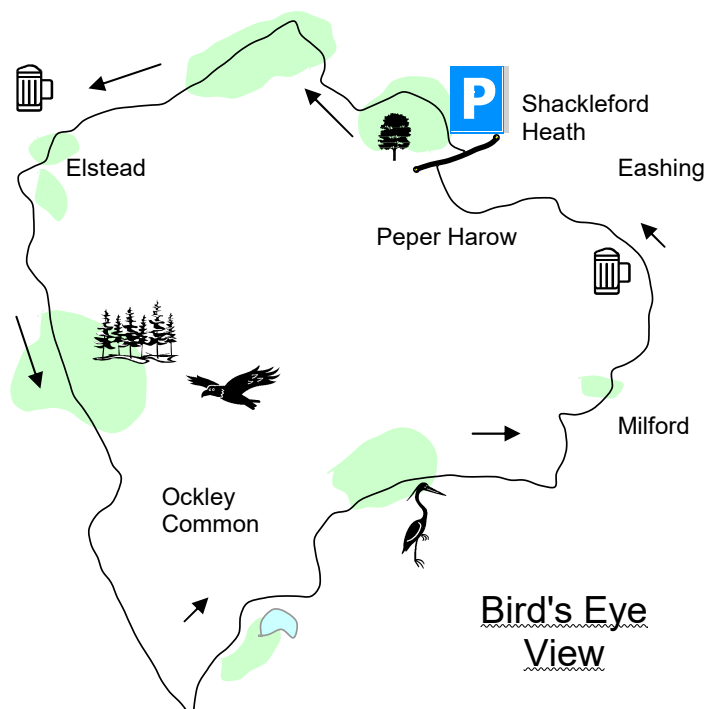 P
Shackleford
Heath
Eashing
Elstead
Peper Harow
Milford
Ockley
Common
Bird's Eye
View